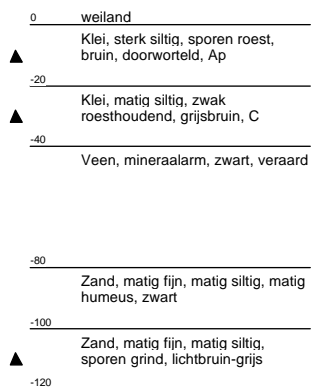 0 weiland
Klei, sterk siltig, sporen roest,
bruin, doorworteld, Ap
-20
Klei, matig siltig, zwak
roesthoudend, grijsbruin, C
-40
Veen, mineraalarm, zwart, veraard
-80
Zand, matig fijn, matig siltig, matig
humeus, zwart
-100
Zand, matig fijn, matig siltig,
sporen grind, lichtbruin-grijs
-120